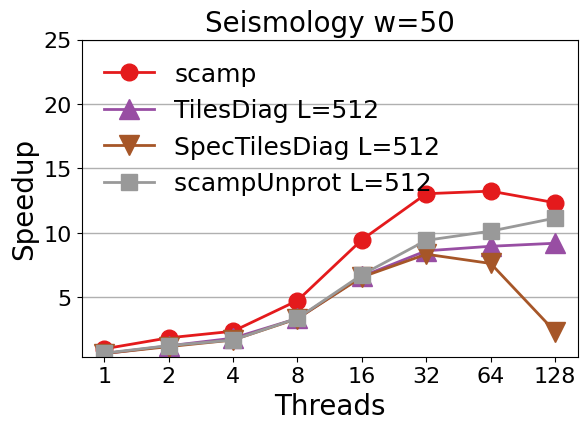 Seismology w=50
25
20
15
10
5
Speedup
scamp
TilesDiag L=512
SpecTilesDiag L=512
scampUnprot L=512
1 2 4 8 16 32 64 128
Threads